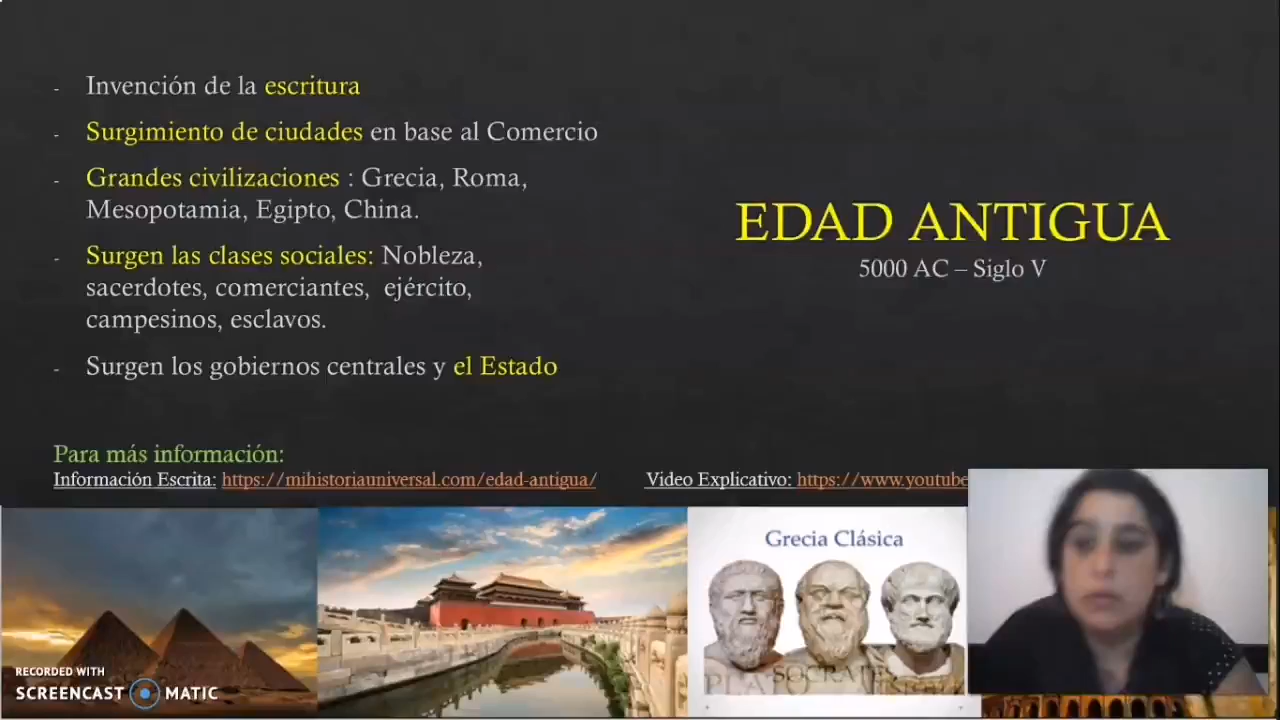 - Invención de la escritura
- Surgimiento de ciudades en base al Comercio
- Grandes civilizaciones : Grecia, Roma,
Mesopotamia, Egipto, China.
- Surgen las clases sociales: Nobleza,
sacerdotes, comerciantes, ejército,
campesinos, esclavos.
- Surgen los gobiernos centrales y el Estado
EDAD ANTIGUA
5000 AC – Siglo V
Para más información:
Información Escrita: https://mihistoriauniversal.com/edad-antigua/
Video Explicativo: https://www.youtube
Grecia Clásica
SOCRATES
RECORDED WITH
SCREENCAST MATIC